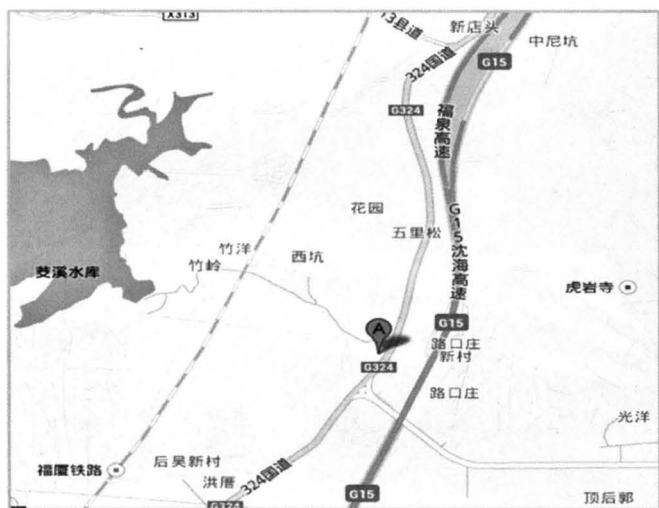 X313
13县道
新店头
中尼坑
324国道
G15
G324
福泉高速
花园
G15沈海高速
五里松
竹洋
西坑
竹岭
菱溪水库
虎岩寺
A
G15
路口庄
新村
G324
路口庄
光洋
后吴新村
福厦铁路
洪厝
324国道
G15
顶后郭
G324